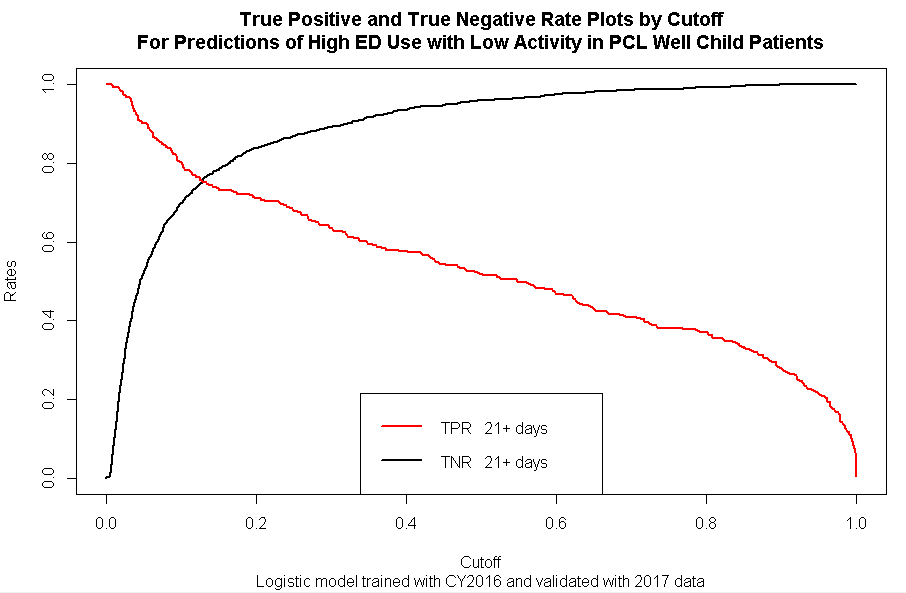 True Positive and True Negative Rate Plots by Cutoff
For Predictions of High ED Use with Low Activity in PCL Well Child Patients
Rates
1.0
0.8
0.6
0.4
0.2
0.0
TPR 21+ days
TNR 21+ days
0.0 0.2 0.4 0.6 0.8 1.0
Cutoff
Logistic model trained with CY2016 and validated with 2017 data